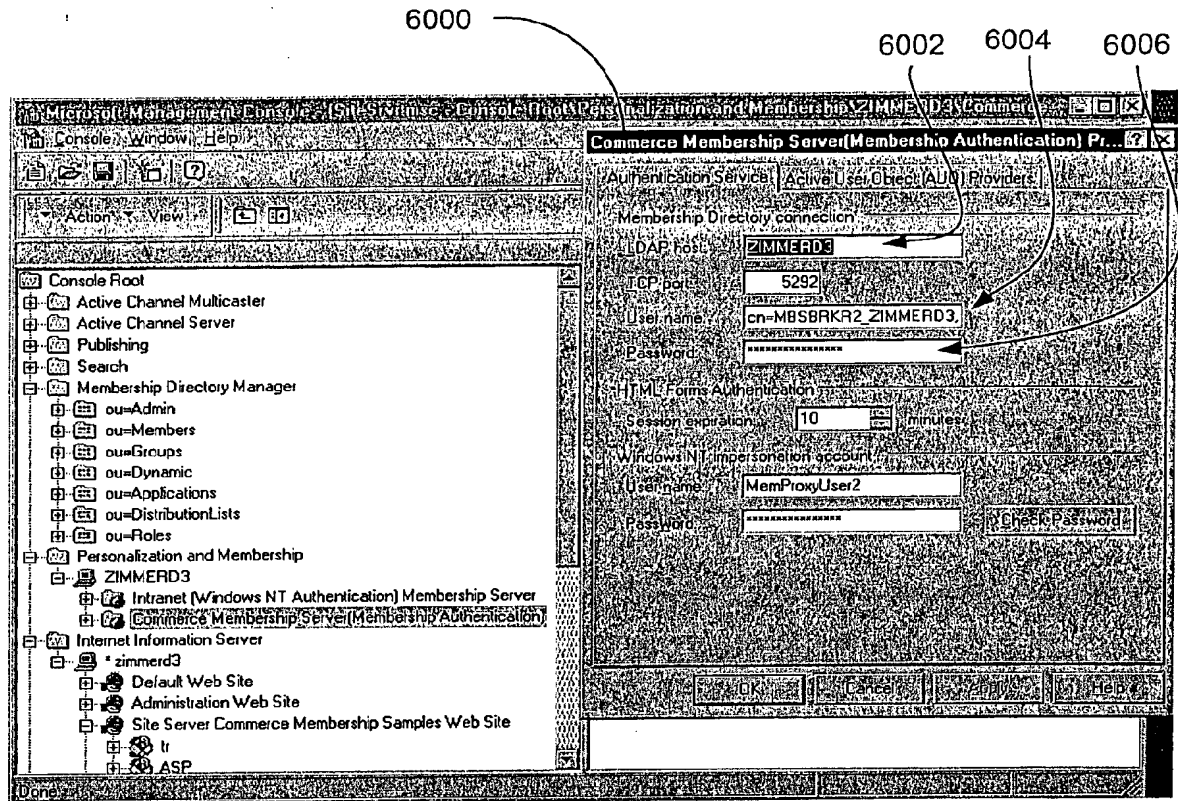 6000
6002
6004
6006
Microsoft Management Console
Personalization and Membership\ZIMMERD3\Commerce
Console Window Help
Action View
Commerce Membership Server(Membership Authentication) Pr...
Authentication Service
Active User Object (AUO) Providers
Membership Directory connection
LDAP host:
ZIMMERD3
TCP port:
5292
User name:
cn=MBSBRKR2_ZIMMERD3,
Password:
****************
HTML Forms Authentication
Session expiration:
10
minutes
Windows NT impersonation account
User name:
MemProxyUser2
Password:
***************
Check Password
OK
Cancel
Apply
Help
Console Root
Active Channel Multicaster
Active Channel Server
Publishing
Search
Membership Directory Manager
ou=Admin
ou=Members
ou=Groups
ou=Dynamic
ou=Applications
ou=DistributionLists
ou=Roles
Personalization and Membership
ZIMMERD3
Intranet (Windows NT Authentication) Membership Server
Commerce Membership Server(Membership Authentication)
Internet Information Server
* zimmerd3
Default Web Site
Administration Web Site
Site Server Commerce Membership Samples Web Site
tr
ASP
Done